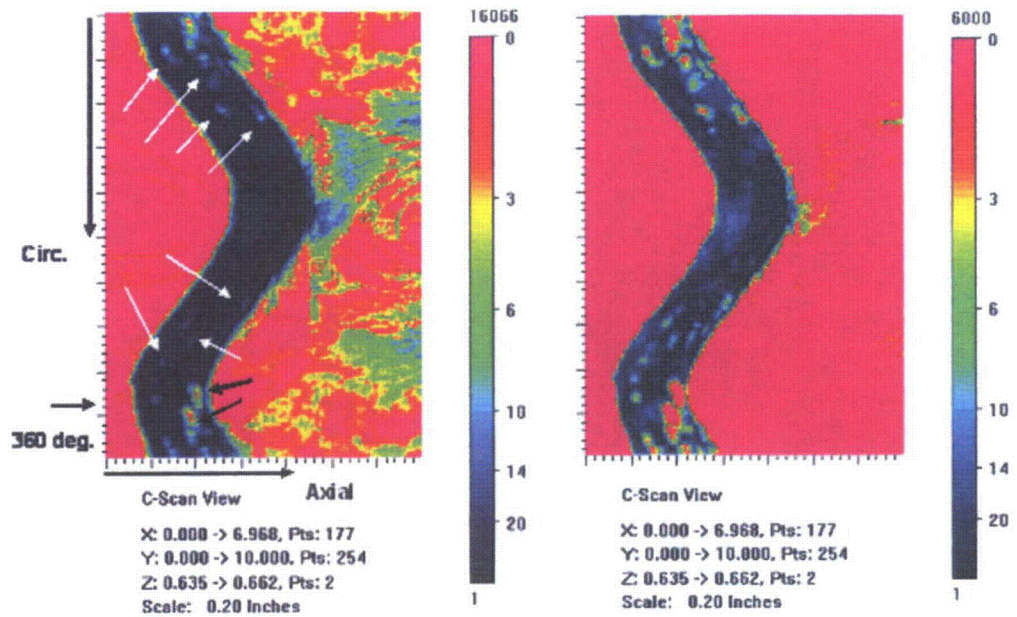 16066
0
3
6
10
14
20
1
Circ.
360 deg.
Axial
C-Scan View
X: 0.000 -> 6.968, Pts: 177
Y: 0.000 -> 10.000, Pts: 254
Z: 0.635 -> 0.662, Pts: 2
Scale: 0.20 Inches
6000
0
3
6
10
14
20
1
C-Scan View
X: 0.000 -> 6.968, Pts: 177
Y: 0.000 -> 10.000, Pts: 254
Z: 0.635 -> 0.662, Pts: 2
Scale: 0.20 Inches